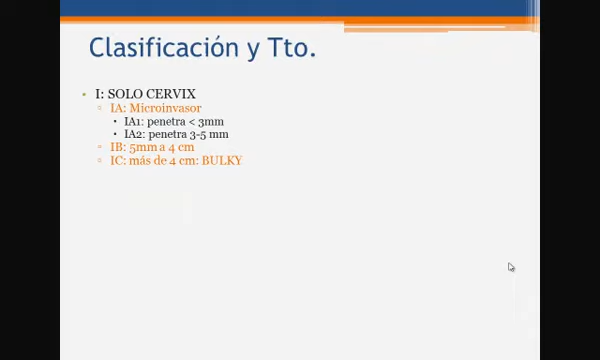 Clasificación y Tto.
I: SOLO CERVIX
IA: Microinvasor
IA1: penetra < 3mm
IA2: penetra 3-5 mm
IB: 5mm a 4 cm
IC: más de 4 cm: BULKY